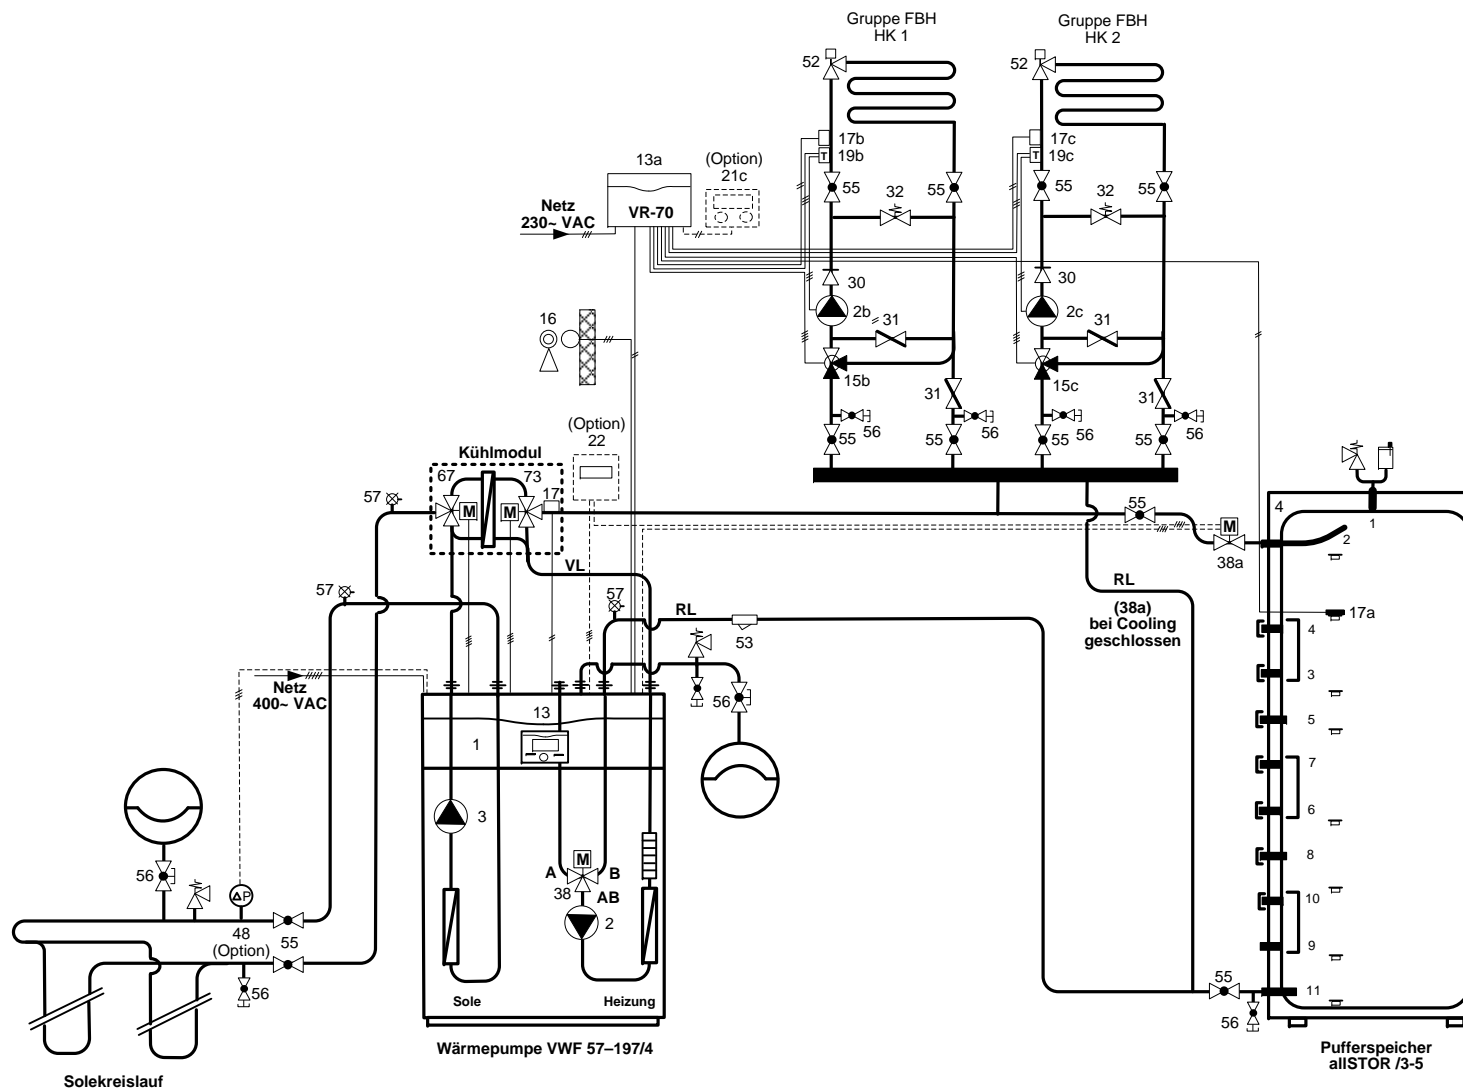 Gruppe FBH
HK 1
Gruppe FBH
HK 2
52
52
17b
19b
17c
19c
T
T
13a
(Option)
21c
55
32
55
55
32
55
VR-70
Netz
230~ VAC
30
30
16
2b
31
2c
31
15b
31
15c
31
56
56
56
56
55
55
55
55
(Option)
22
Kühlmodul
67
73
17
57
M
M
55
M
38a
4
1
2
VL
57
57
RL
53
RL
(38a)
bei Cooling
geschlossen
17a
4
3
5
7
6
8
10
9
11
Netz
400~ VAC
56
13
1
3
M
A
B
38
AB
2
56
ΔP
48
(Option)
55
56
Sole
Heizung
55
56
Wärmepumpe VWF 57–197/4
Pufferspeicher
allSTOR /3-5
Solekreislauf